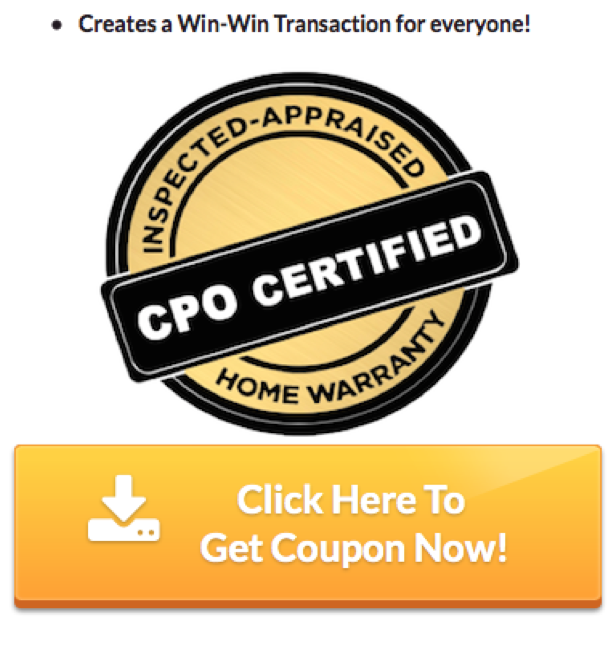 • Creates a Win-Win Transaction for everyone!
INSPECTED-APPRAISED
CPO CERTIFIED
HOME WARRANTY
Click Here To
Get Coupon Now!